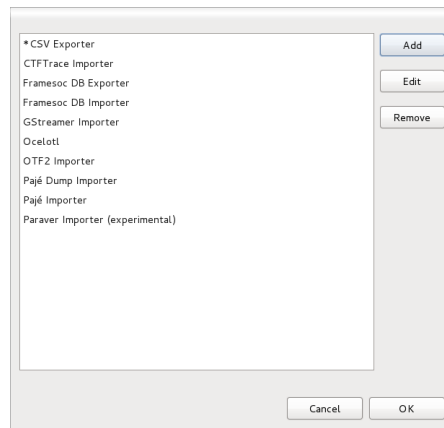 *CSV Exporter
CTFTrace Importer
Framesoc DB Exporter
Framesoc DB Importer
GStreamer Importer
Ocelotl
OTF2 Importer
Pajé Dump Importer
Pajé Importer
Paraver Importer (experimental)
Add
Edit
Remove
Cancel
OK